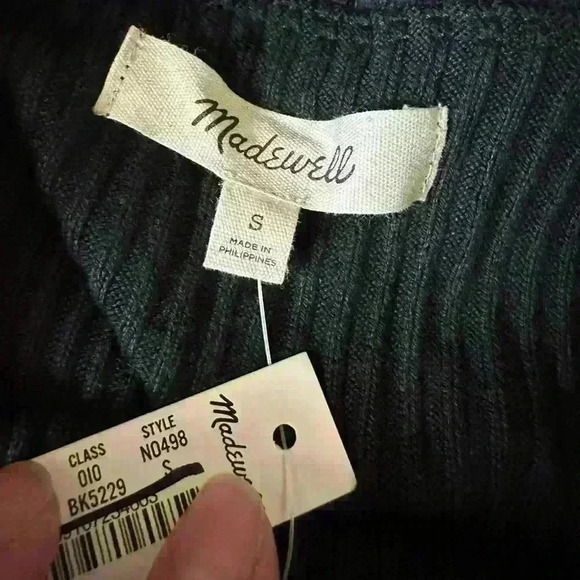 Madewell
S
MADE IN
PHILIPPINES
Madewell
CLASS STYLE
010 N0498
BK5229 S